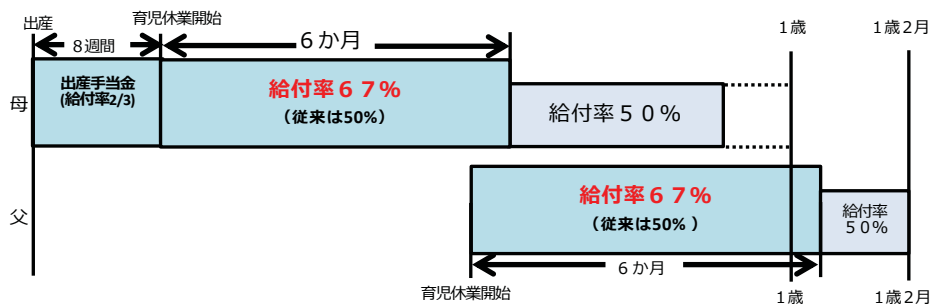 出産
育児休業開始
1歳
1歳2月
8週間
6か月
母
出産手当金
(給付率2/3)
給付率67%
(従来は50%)
給付率50%
父
給付率67%
(従来は50% )
給付率
50%
6か月
育児休業開始
1歳
1歳2月